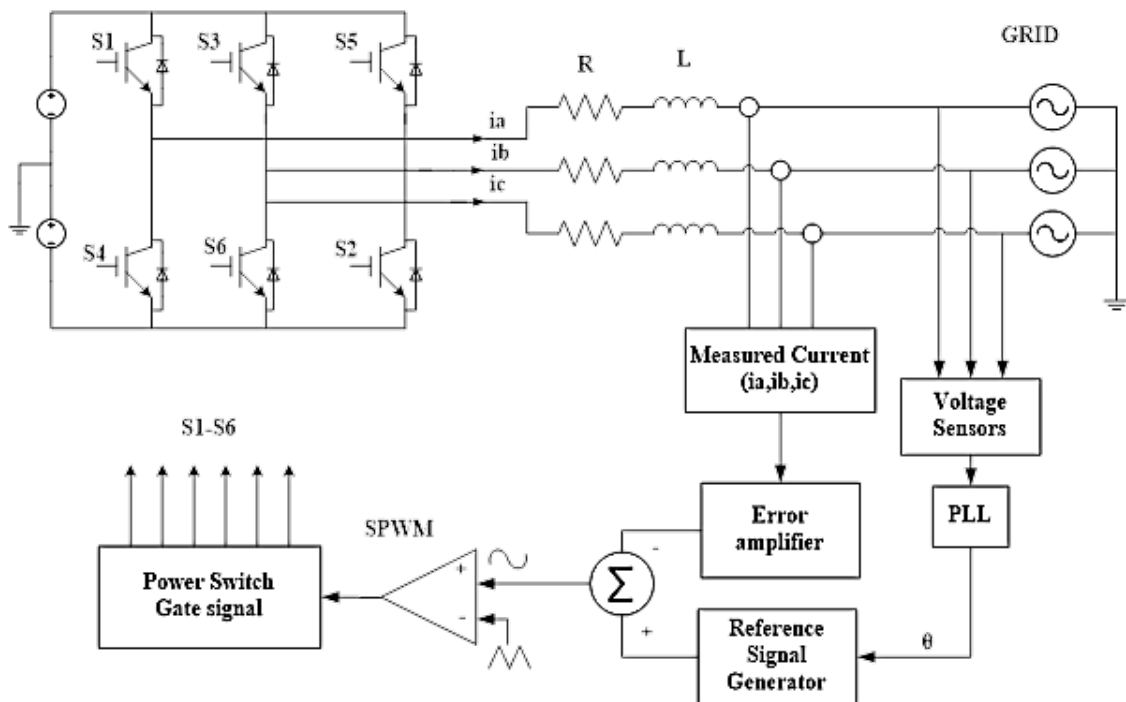 S1
S3
S5
GRID
R
L
ia
ib
ic
S4
S6
S2
Measured Current
(ia,ib,ic)
Voltage
Sensors
S1-S6
PLL
Error
amplifier
SPWM
-
+
-
Σ
+
Power Switch
Gate signal
Reference
Signal
Generator
θ